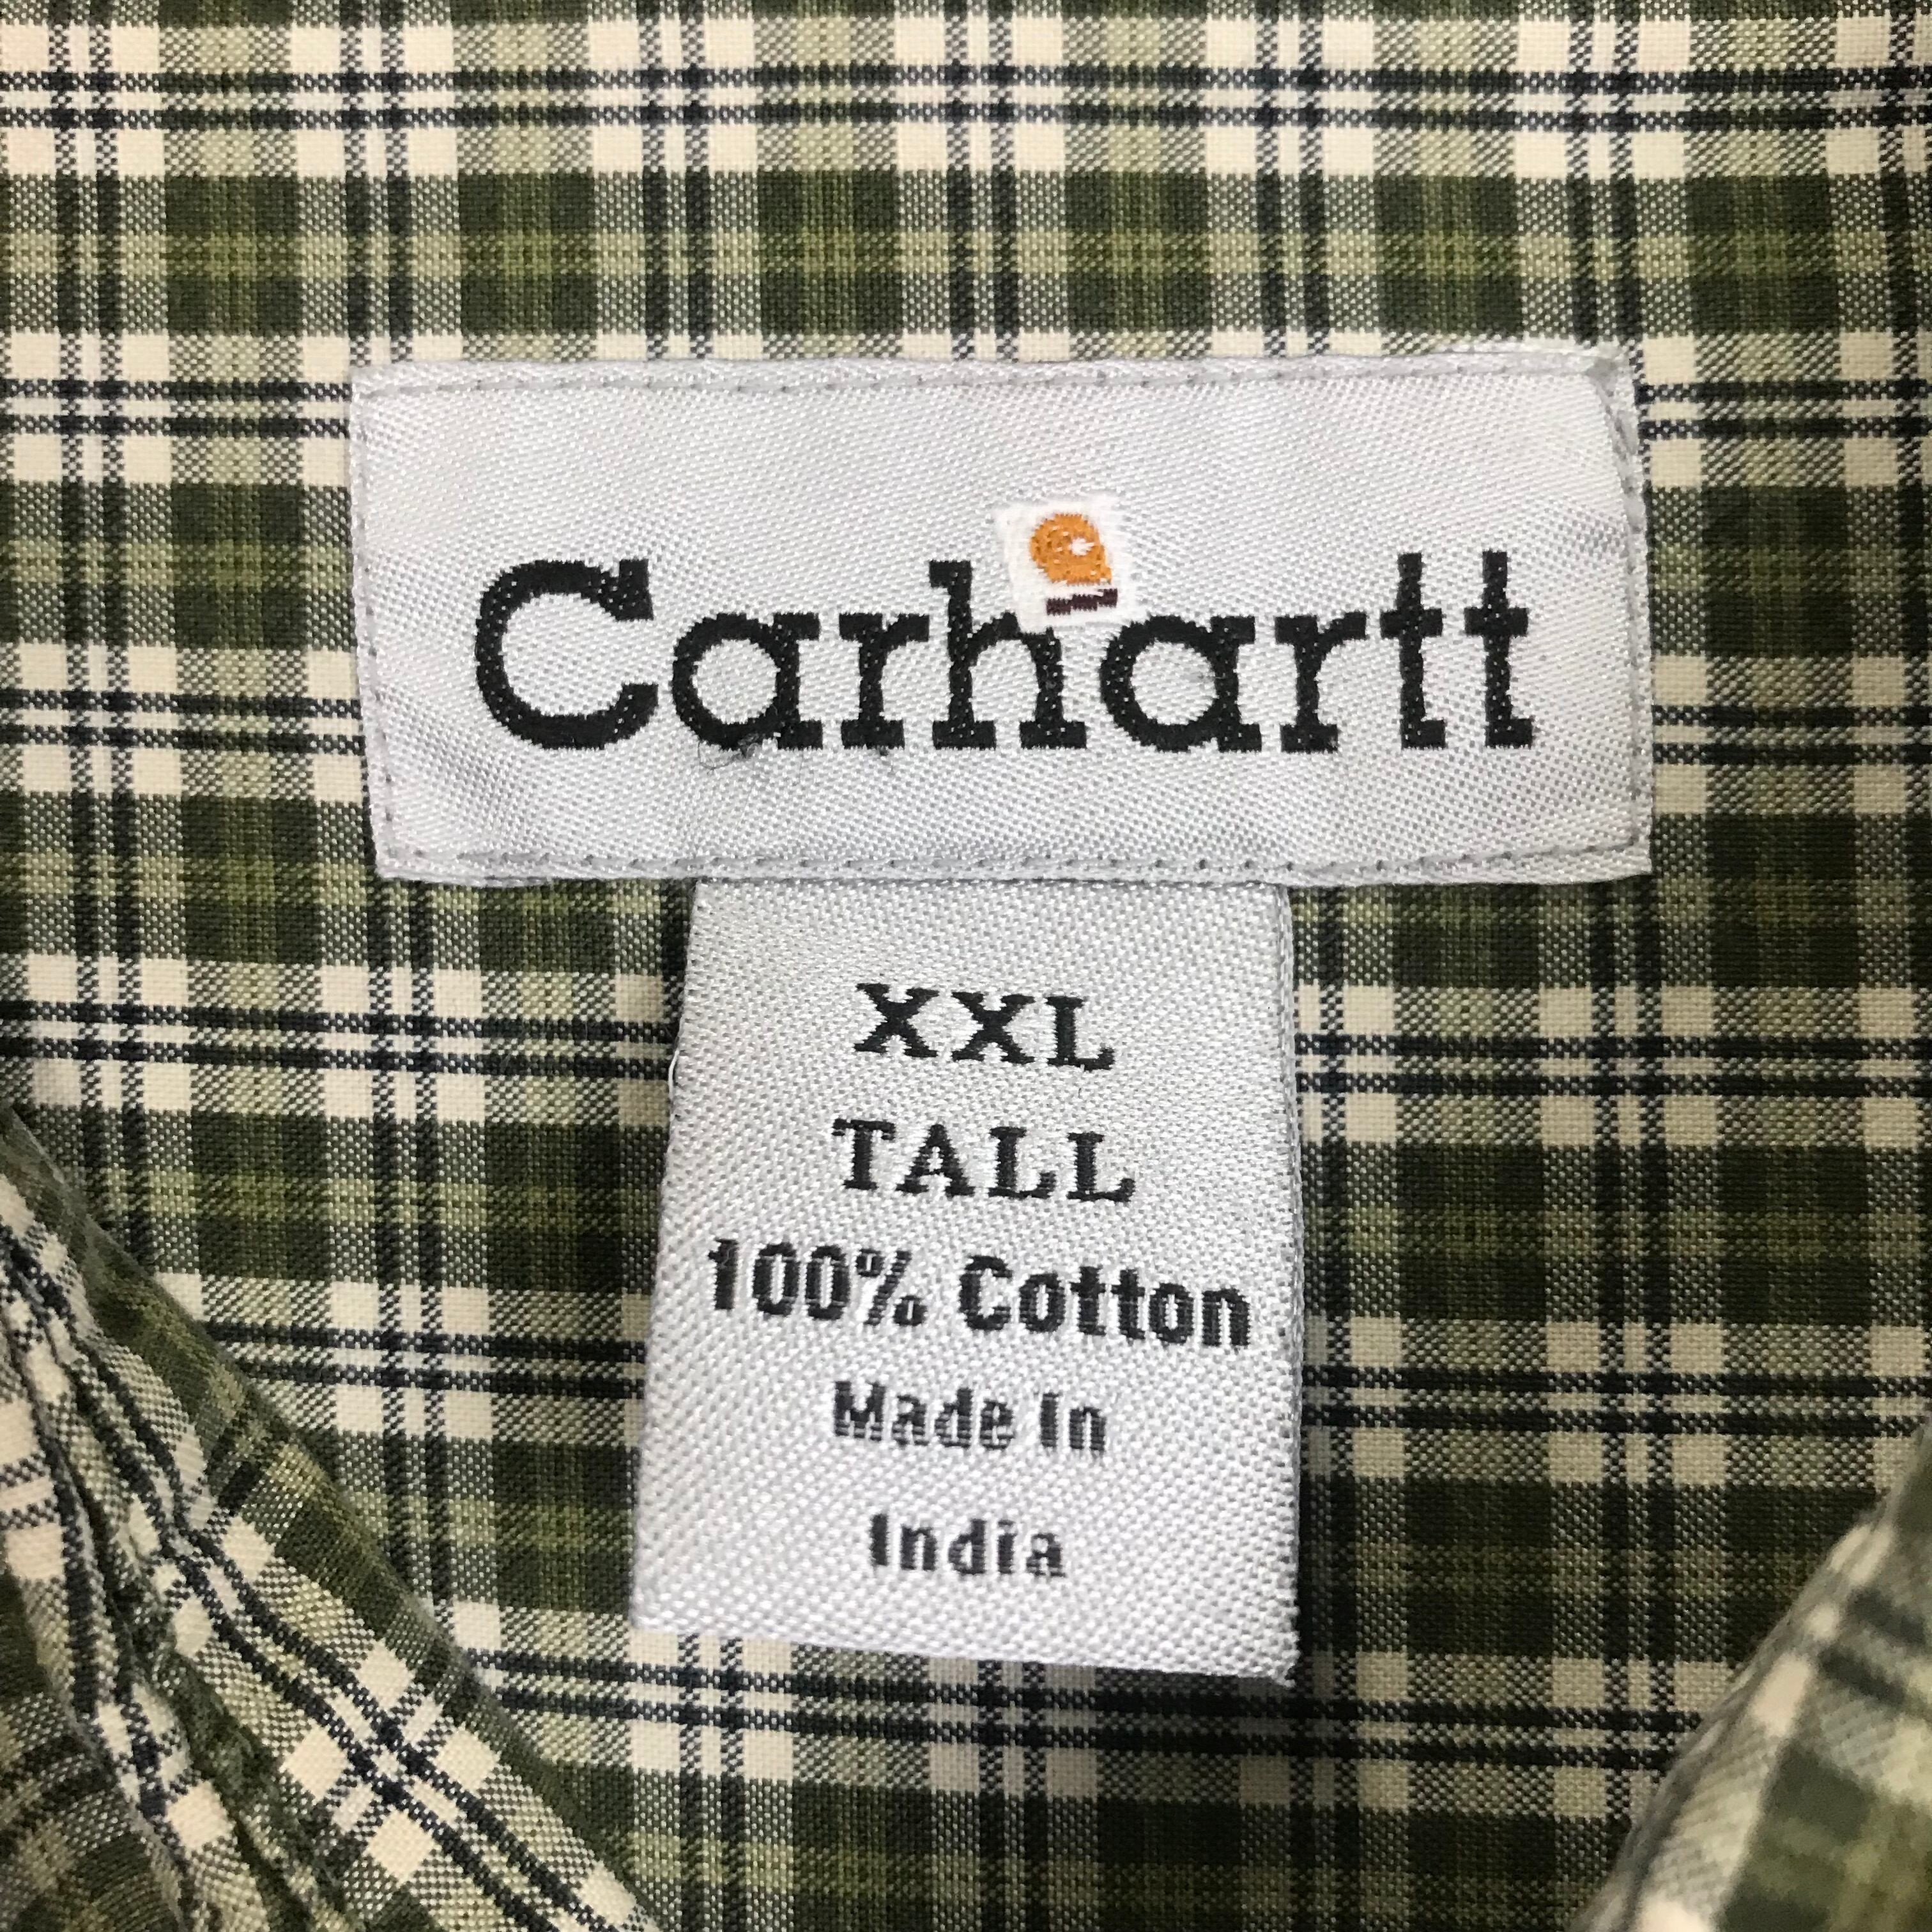 Carhartt
XXL
TALL
100% Cotton
Made In
India